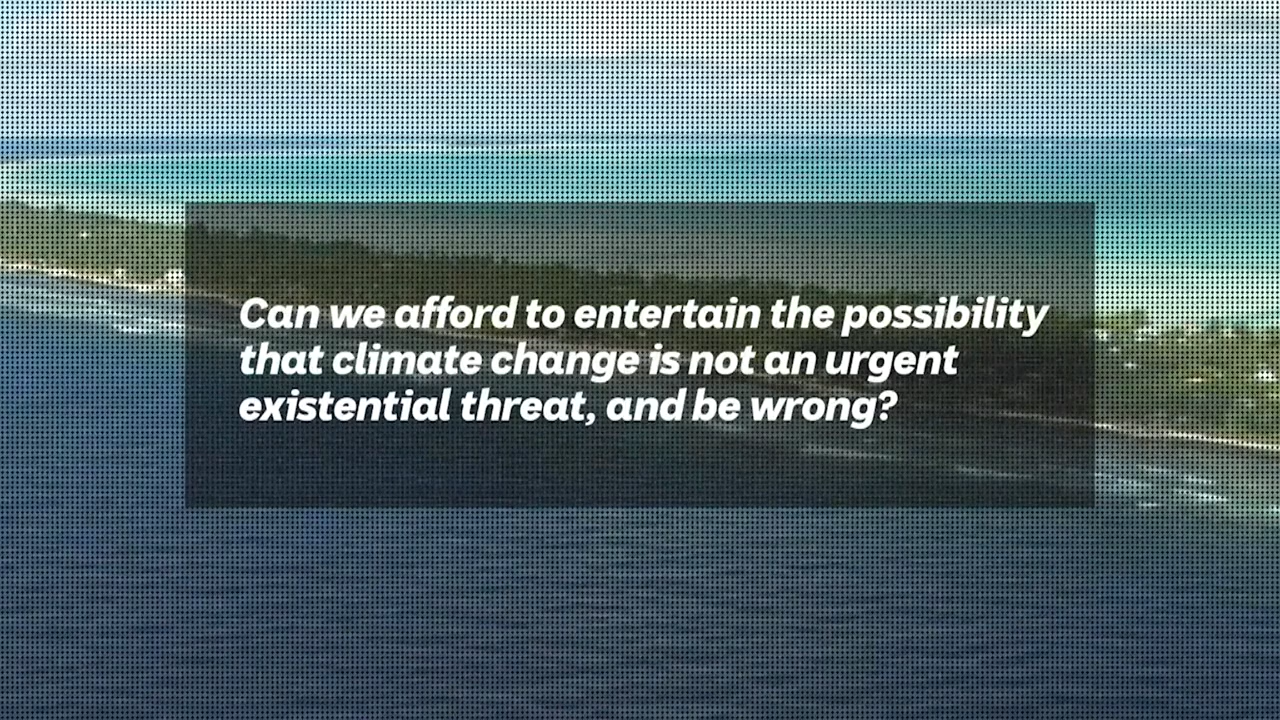 Can we afford to entertain the possibility
that climate change is not an urgent
existential threat, and be wrong?